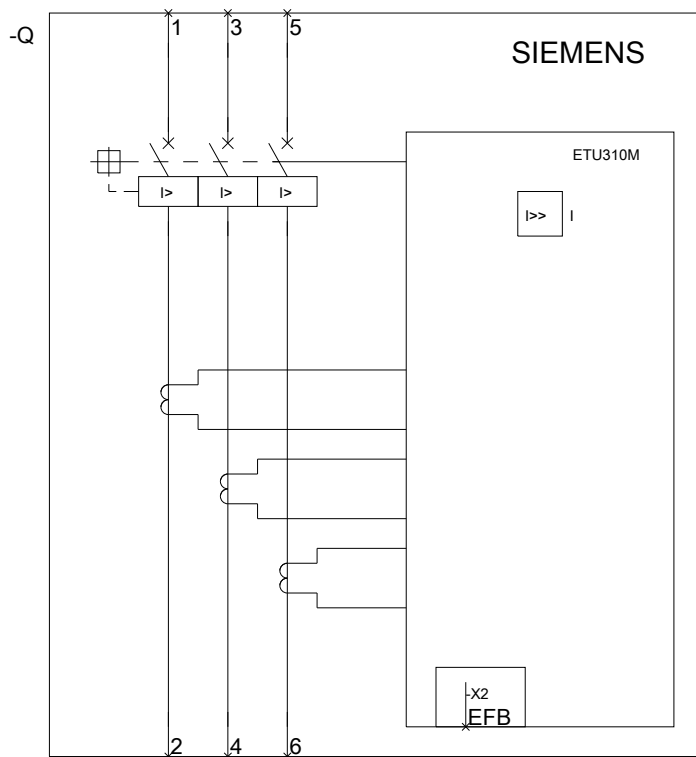 -Q
1 3 5
SIEMENS
ETU310M
I> I> I>
I>> I
-X2
EFB
2 4 6